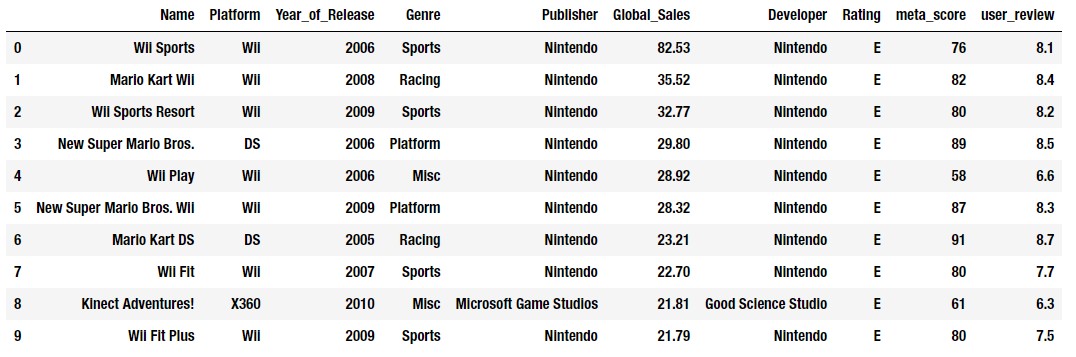 Name Platform Year_of_Release Genre Publisher Global_Sales Developer Rating meta_score user_review
0 Wii Sports Wii 2006 Sports Nintendo 82.53 Nintendo E 76 8.1
1 Mario Kart Wii Wii 2008 Racing Nintendo 35.52 Nintendo E 82 8.4
2 Wii Sports Resort Wii 2009 Sports Nintendo 32.77 Nintendo E 80 8.2
3 New Super Mario Bros. DS 2006 Platform Nintendo 29.80 Nintendo E 89 8.5
4 Wii Play Wii 2006 Misc Nintendo 28.92 Nintendo E 58 6.6
5 New Super Mario Bros. Wii Wii 2009 Platform Nintendo 28.32 Nintendo E 87 8.3
6 Mario Kart DS DS 2005 Racing Nintendo 23.21 Nintendo E 91 8.7
7 Wii Fit Wii 2007 Sports Nintendo 22.70 Nintendo E 80 7.7
8 Kinect Adventures! X360 2010 Misc Microsoft Game Studios 21.81 Good Science Studio E 61 6.3
9 Wii Fit Plus Wii 2009 Sports Nintendo 21.79 Nintendo E 80 7.5